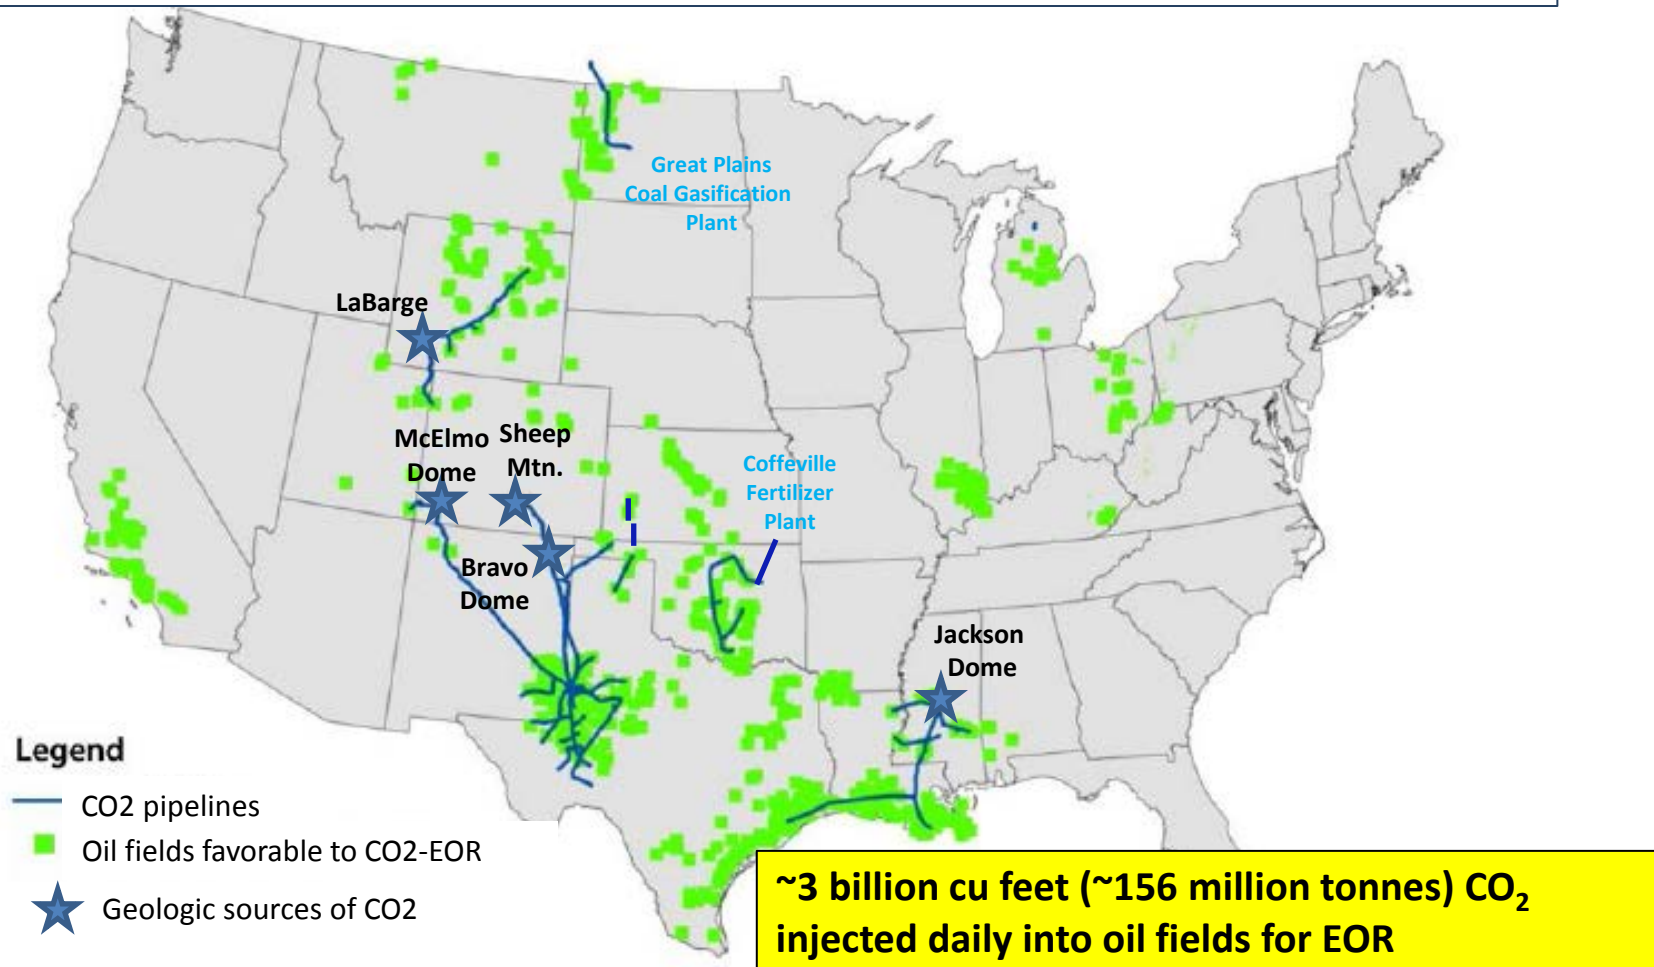 Great Plains
Coal Gasification
Plant
LaBarge
McElmo
Dome
Sheep
Mtn.
Coffeville
Fertilizer
Plant
Bravo
Dome
Jackson
Dome
Legend
CO2 pipelines
Oil fields favorable to CO2-EOR
Geologic sources of CO2
~3 billion cu feet (~156 million tonnes) CO₂
injected daily into oil fields for EOR